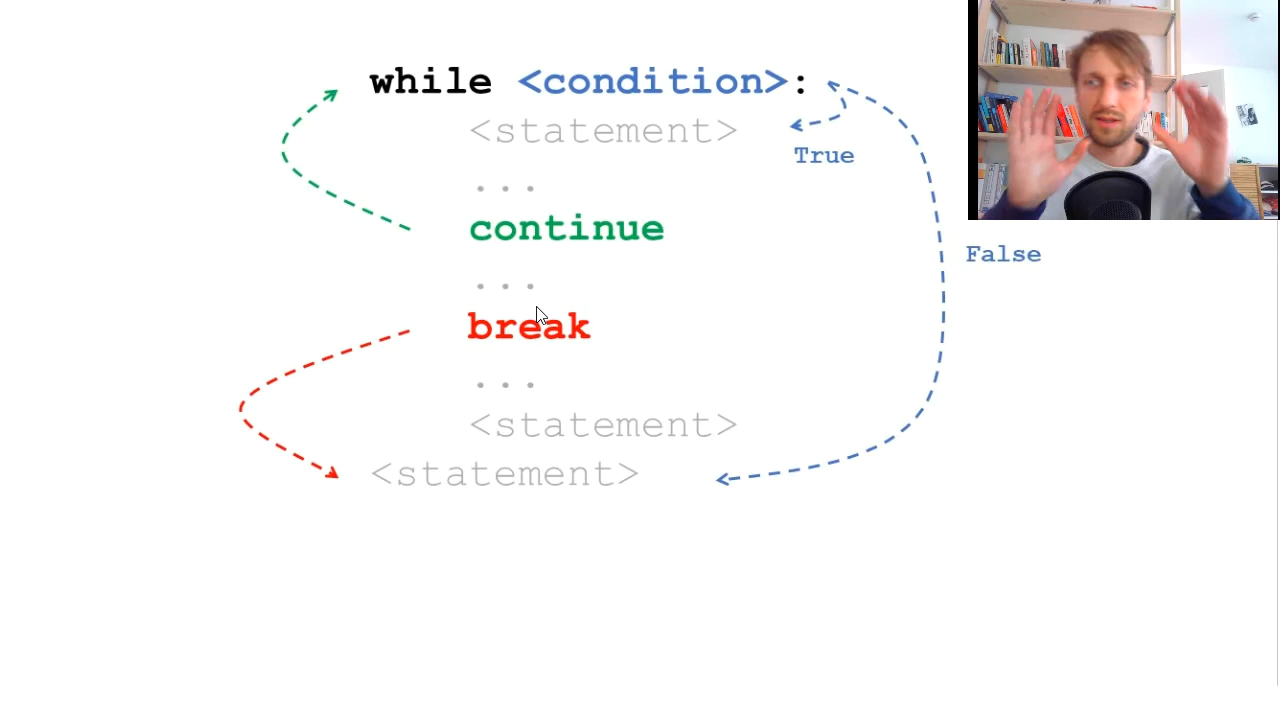 while <condition>:
<statement>
True
...
continue
False
...
break
...
<statement>
<statement>